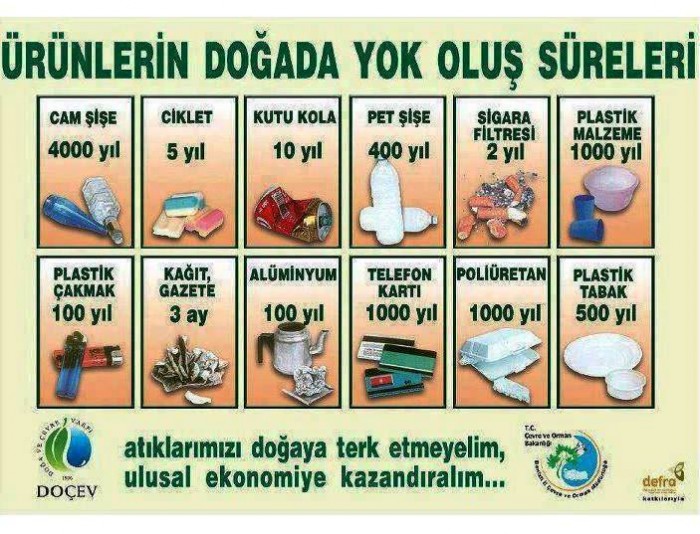 ÜRÜNLERİN DOĞADA YOK OLUŞ SÜRELERİ
CAM ŞİŞE
4000 yıl
CİKLET
5 yıl
KUTU KOLA
10 yıl
PET ŞİŞE
400 yıl
SİGARA
FİLTRESİ
2 yıl
PLASTİK
MALZEME
1000 yıl
PLASTİK
ÇAKMAK
100 yıl
KAĞIT,
GAZETE
3 ay
ALÜMİNYUM
100 yıl
TELEFON
KARTI
1000 yıl
POLİÜRETAN
1000 yıl
PLASTİK
TABAK
500 yıl
DOĞA VE ÇEVRE VAKFI
DOÇEV
atıklarımızı doğaya terk etmeyelim,
ulusal ekonomiye kazandıralım...
T.C.
Çevre ve Orman
Bakanlığı
defra
katkılarıyla